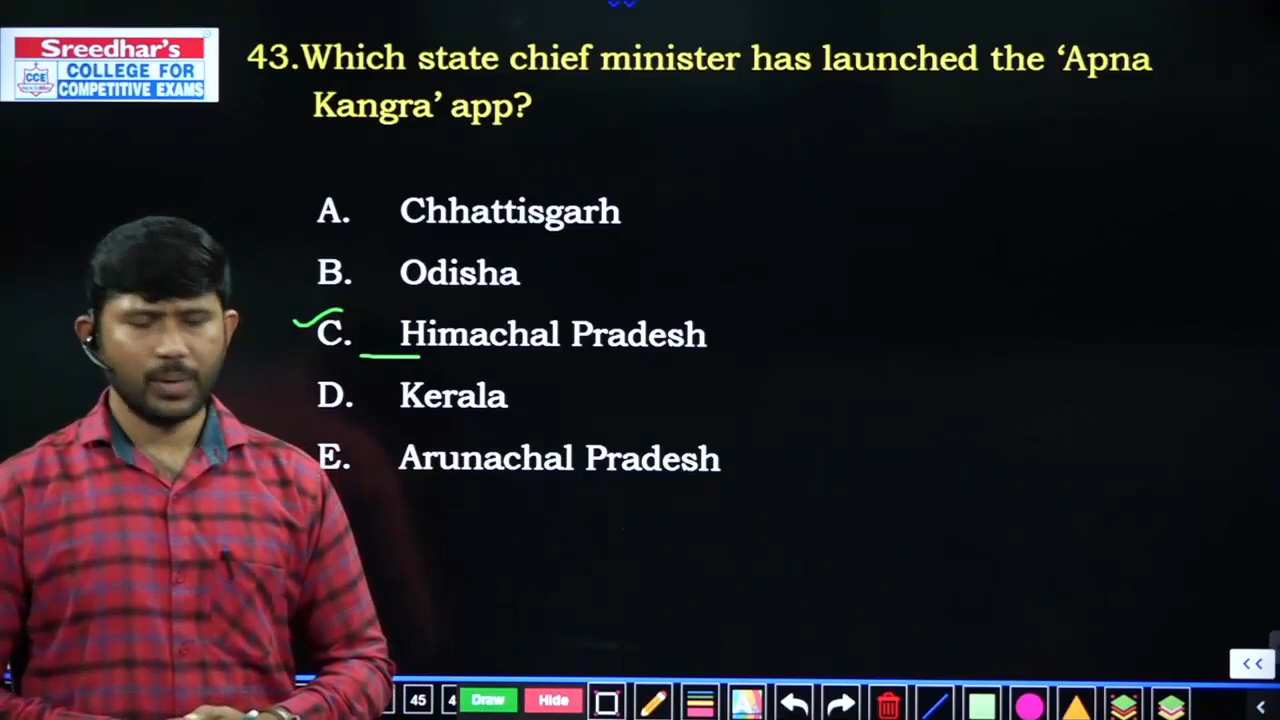 Sreedhar's
CCE
COLLEGE FOR
COMPETITIVE EXAMS
43.Which state chief minister has launched the ‘Apna
Kangra’ app?
A. Chhattisgarh
B. Odisha
C. Himachal Pradesh
D. Kerala
E. Arunachal Pradesh
45
4
Draw
Hide